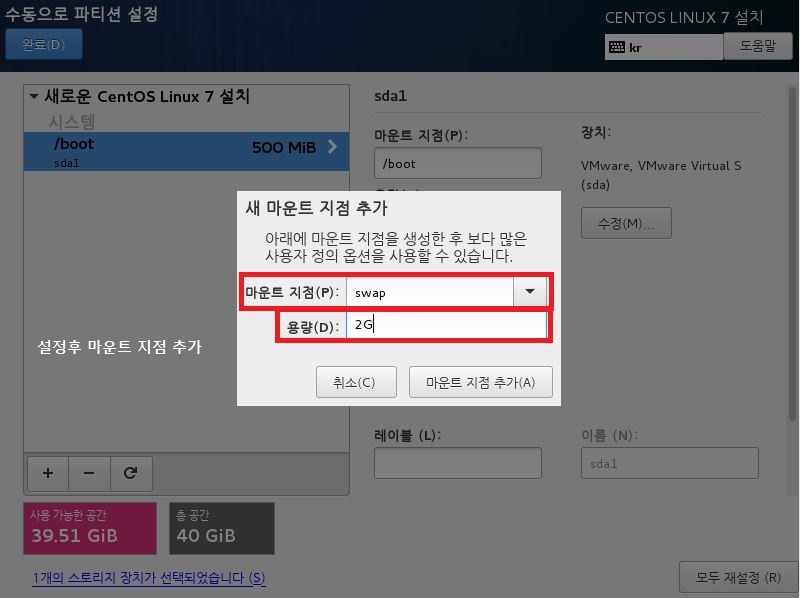 수동으로 파티션 설정
완료(D)
CENTOS LINUX 7 설치
kr
도움말
새로운 CentOS Linux 7 설치
시스템
/boot
500 MiB
sda1
sda1
마운트 지점(P):
/boot
장치:
VMware, VMware Virtual S
(sda)
수정(M)...
새 마운트 지점 추가
아래에 마운트 지점을 생성한 후 보다 많은
사용자 정의 옵션을 사용할 수 있습니다.
마운트 지점(P):
swap
용량(D):
2G
취소(C)
마운트 지점 추가(A)
설정후 마운트 지점 추가
레이블 (L):
이름 (N):
sda1
사용 가능한 공간
39.51 GiB
총 공간
40 GiB
1개의 스토리지 장치가 선택되었습니다 (S)
모두 재설정 (R)